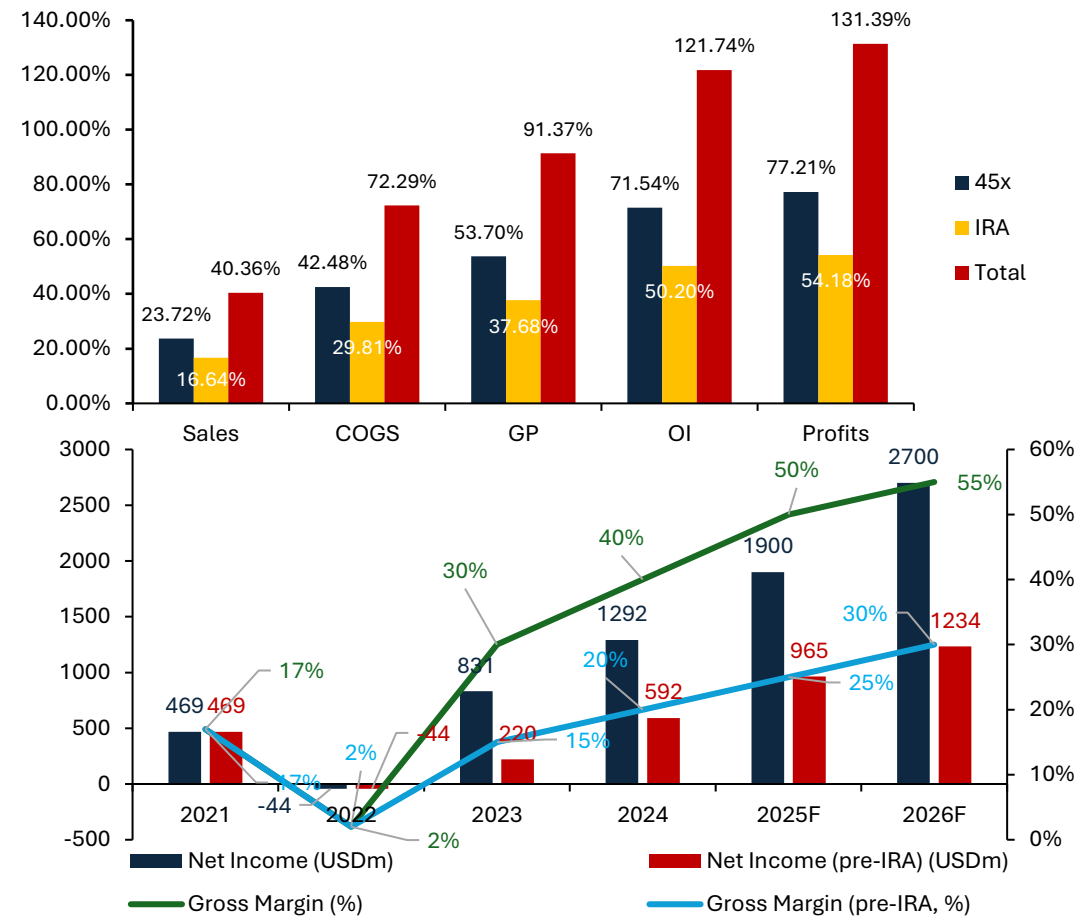 140.00%
131.39%
121.74%
120.00%
100.00%
91.37%
80.00%
77.21%
72.29%
71.54%
45x
60.00%
53.70%
IRA
42.48%
40.36%
Total
40.00%
23.72%
54.18%
50.20%
37.68%
29.81%
20.00%
16.64%
0.00%
Sales COGS GP OI Profits
3000 2700 60%
50% 55%
2500 50%
40% 1900
2000 40%
30% 1292
1500 30% 1234 30%
17% 831 20% 965
1000 25%
469 469 592 20%
500 2% -44 220 15%
17%
0 10%
-44
2021 2022 2023 2024 2025F 2026F
-500 2% 0%
Net Income (USDm) Net Income (pre-IRA) (USDm)
Gross Margin (%) Gross Margin (pre-IRA, %)